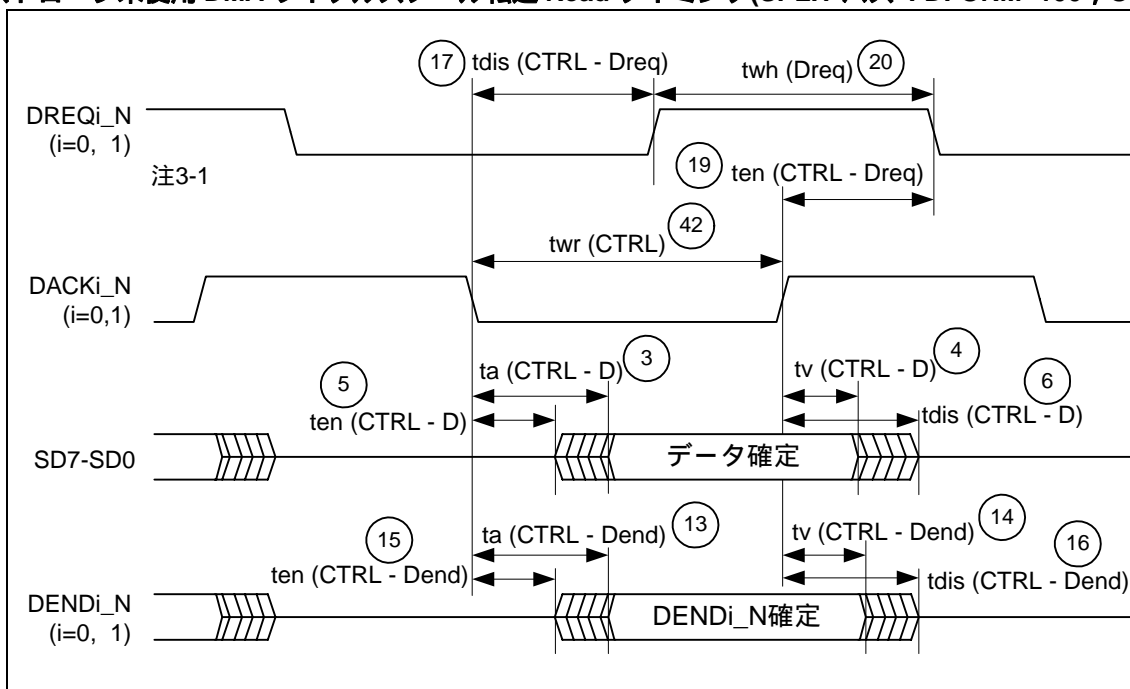 17 tdis (CTRL - Dreq) twh (Dreq) 20
DREQi_N
(i=0, 1)
注3-1
19 ten (CTRL - Dreq)
twr (CTRL) 42
DACKi_N
(i=0,1)
ta (CTRL - D) 3 tv (CTRL - D) 4
5 ten (CTRL - D) 6 tdis (CTRL - D)
SD7-SD0 データ確定
ta (CTRL - Dend) 13 tv (CTRL - Dend) 14
15 ten (CTRL - Dend) 16 tdis (CTRL - Dend)
DENDi_N
(i=0, 1)
DENDi_N確定